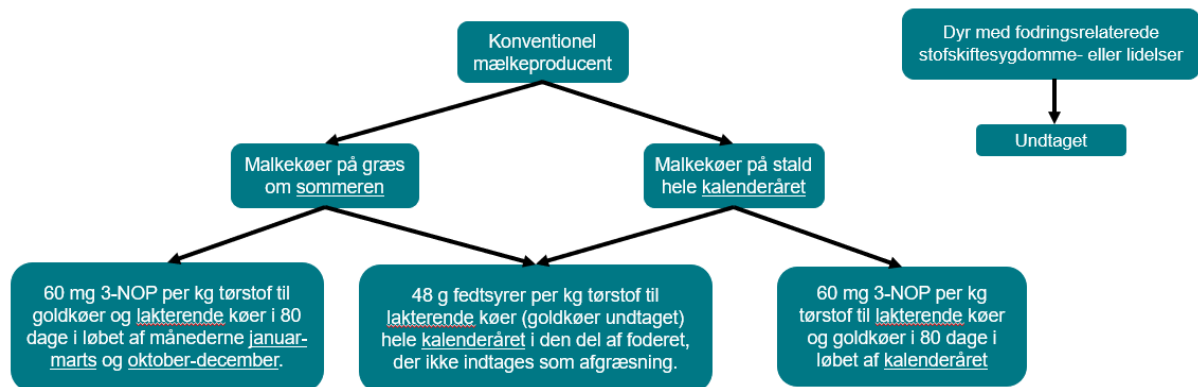 Konventionel
mælkeproducent
Dyr med fodringsrelaterede
stofskiftesygdomme- eller lidelser
Undtaget
Malkekøer på græs
om sommeren
Malkekøer på stald
hele kalenderåret
60 mg 3-NOP per kg tørstof til
goldkøer og lakterende køer i 80
dage i løbet af månederne januar-
marts og oktober-december.
48 g fedtsyrer per kg tørstof til
lakterende køer (goldkøer undtaget)
hele kalenderåret i den del af foderet,
der ikke indtages som afgræsning.
60 mg 3-NOP per kg
tørstof til lakterende køer
og goldkøer i 80 dage i
løbet af kalenderåret